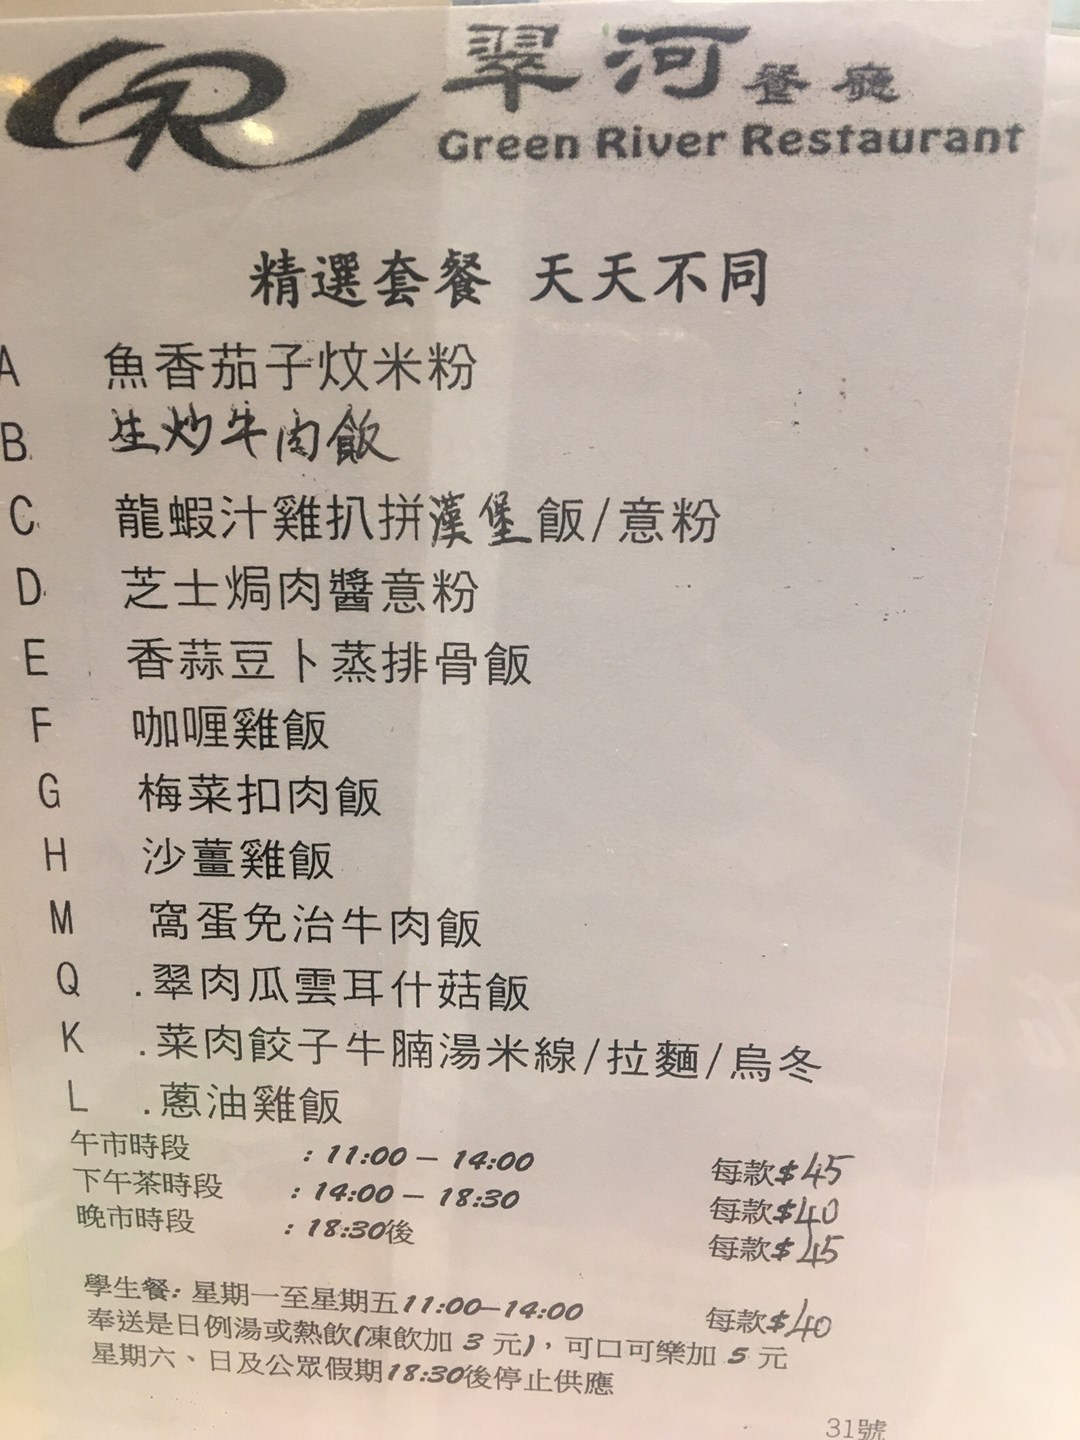 GR 翠河餐廳
Green River Restaurant
精選套餐 天天不同
A 魚香茄子炆米粉
B. 生炒牛肉飯
C. 龍蝦汁雞扒拼漢堡飯/意粉
D. 芝士焗肉醬意粉
E 香蒜豆卜蒸排骨飯
F 咖喱雞飯
G 梅菜扣肉飯
H 沙薑雞飯
M 窩蛋免治牛肉飯
Q .翠肉瓜雲耳什菇飯
K .菜肉餃子牛腩湯米線/拉麵/烏冬
L .蔥油雞飯
午市時段 : 11:00 – 14:00 每款$45
下午茶時段 : 14:00 – 18:30 每款$40
晚市時段 : 18:30後 每款$45
學生餐: 星期一至星期五11:00–14:00 每款$40
奉送是日例湯或熱飲(凍飲加 3 元)，可口可樂加 5 元
星期六、日及公眾假期18:30後停止供應
31號